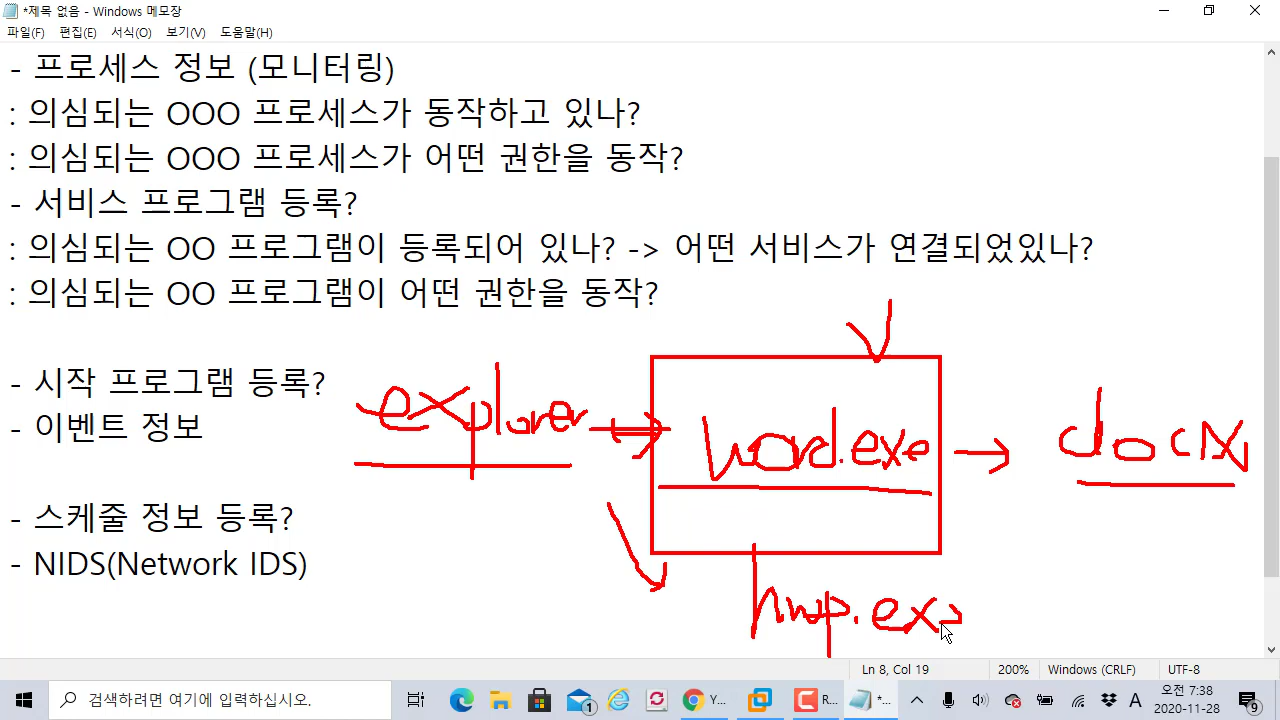 *제목 없음 - Windows 메모장
파일(F) 편집(E) 서식(O) 보기(V) 도움말(H)
- 프로세스 정보 (모니터링)
: 의심되는 OOO 프로세스가 동작하고 있나?
: 의심되는 OOO 프로세스가 어떤 권한을 동작?
- 서비스 프로그램 등록?
: 의심되는 OO 프로그램이 등록되어 있나? -> 어떤 서비스가 연결되었있나?
: 의심되는 OO 프로그램이 어떤 권한을 동작?
- 시작 프로그램 등록?
- 이벤트 정보
explorer word.exe → docx
- 스케줄 정보 등록?
- NIDS(Network IDS)
hwp.exe
Ln 8, Col 19 200% Windows (CRLF) UTF-8
검색하려면 여기에 입력하십시오. 1 Y... R... *... A 오전 7:38
2020-11-28 9